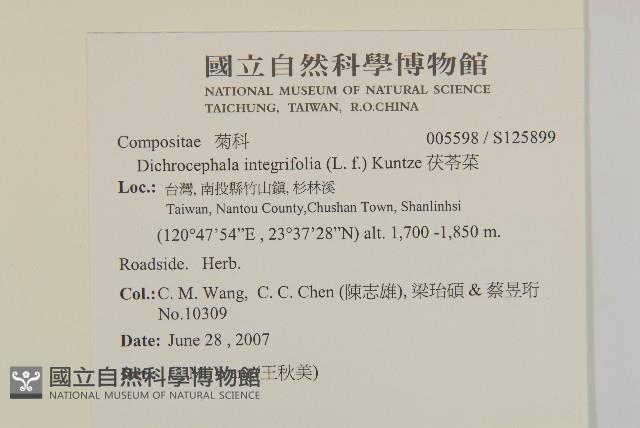 國立自然科學博物館
NATIONAL MUSEUM OF NATURAL SCIENCE
TAICHUNG, TAIWAN, R.O.CHINA
Compositae 菊科 005598 / S125899
Dichrocephala integrifolia (L. f.) Kuntze 茯苓菜
Loc.: 台灣, 南投縣竹山鎮, 杉林溪
Taiwan, Nantou County,Chushan Town, Shanlinhsi
(120°47'54”E , 23°37'28”N) alt. 1,700 -1,850 m.
Roadside. Herb.
Col.: C. M. Wang, C. C. Chen (陳志雄), 梁珆碩 & 蔡昱珩
No.10309
Date: June 28 , 2007
(王秋美)
國立自然科學博物館
NATIONAL MUSEUM OF NATURAL SCIENCE